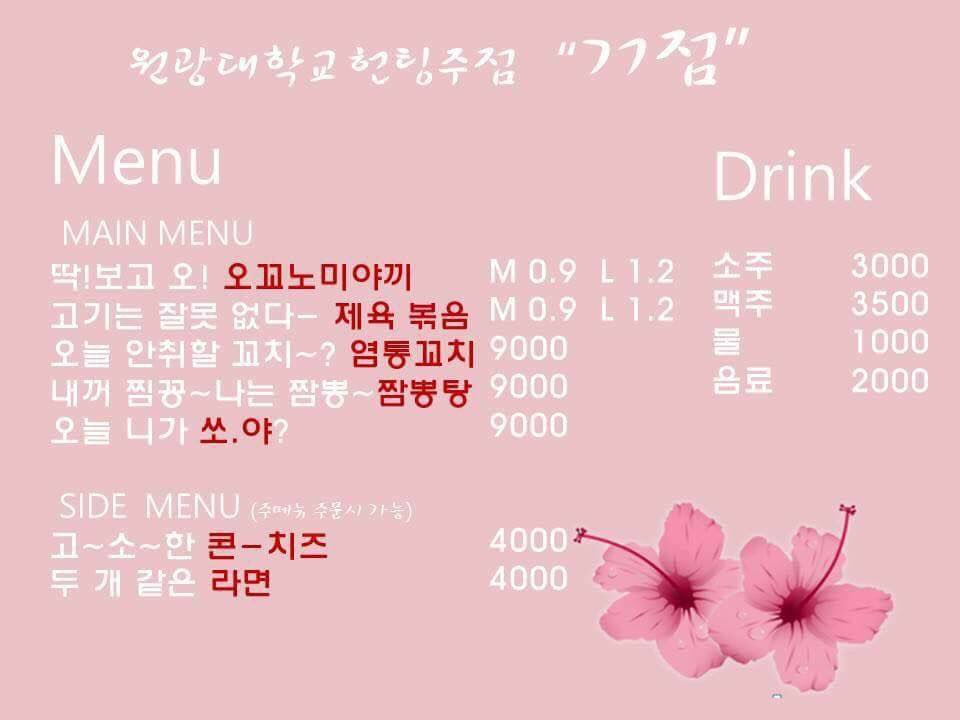 원광대학교헌팅주점 “ㄲ점”
Menu
MAIN MENU
딱!보고 오! 오꼬노미야끼 M 0.9 L 1.2
고기는 잘못 없다- 제육 볶음 M 0.9 L 1.2
오늘 안취할 꼬치~? 염통꼬치 9000
내꺼 찜꽁~나는 짬뽕~짬뽕탕 9000
오늘 니가 쏘.야? 9000
SIDE MENU (주메뉴 주문시 가능)
고~소~한 콘-치즈 4000
두 개 같은 라면 4000
Drink
소주 3000
맥주 3500
물 1000
음료 2000